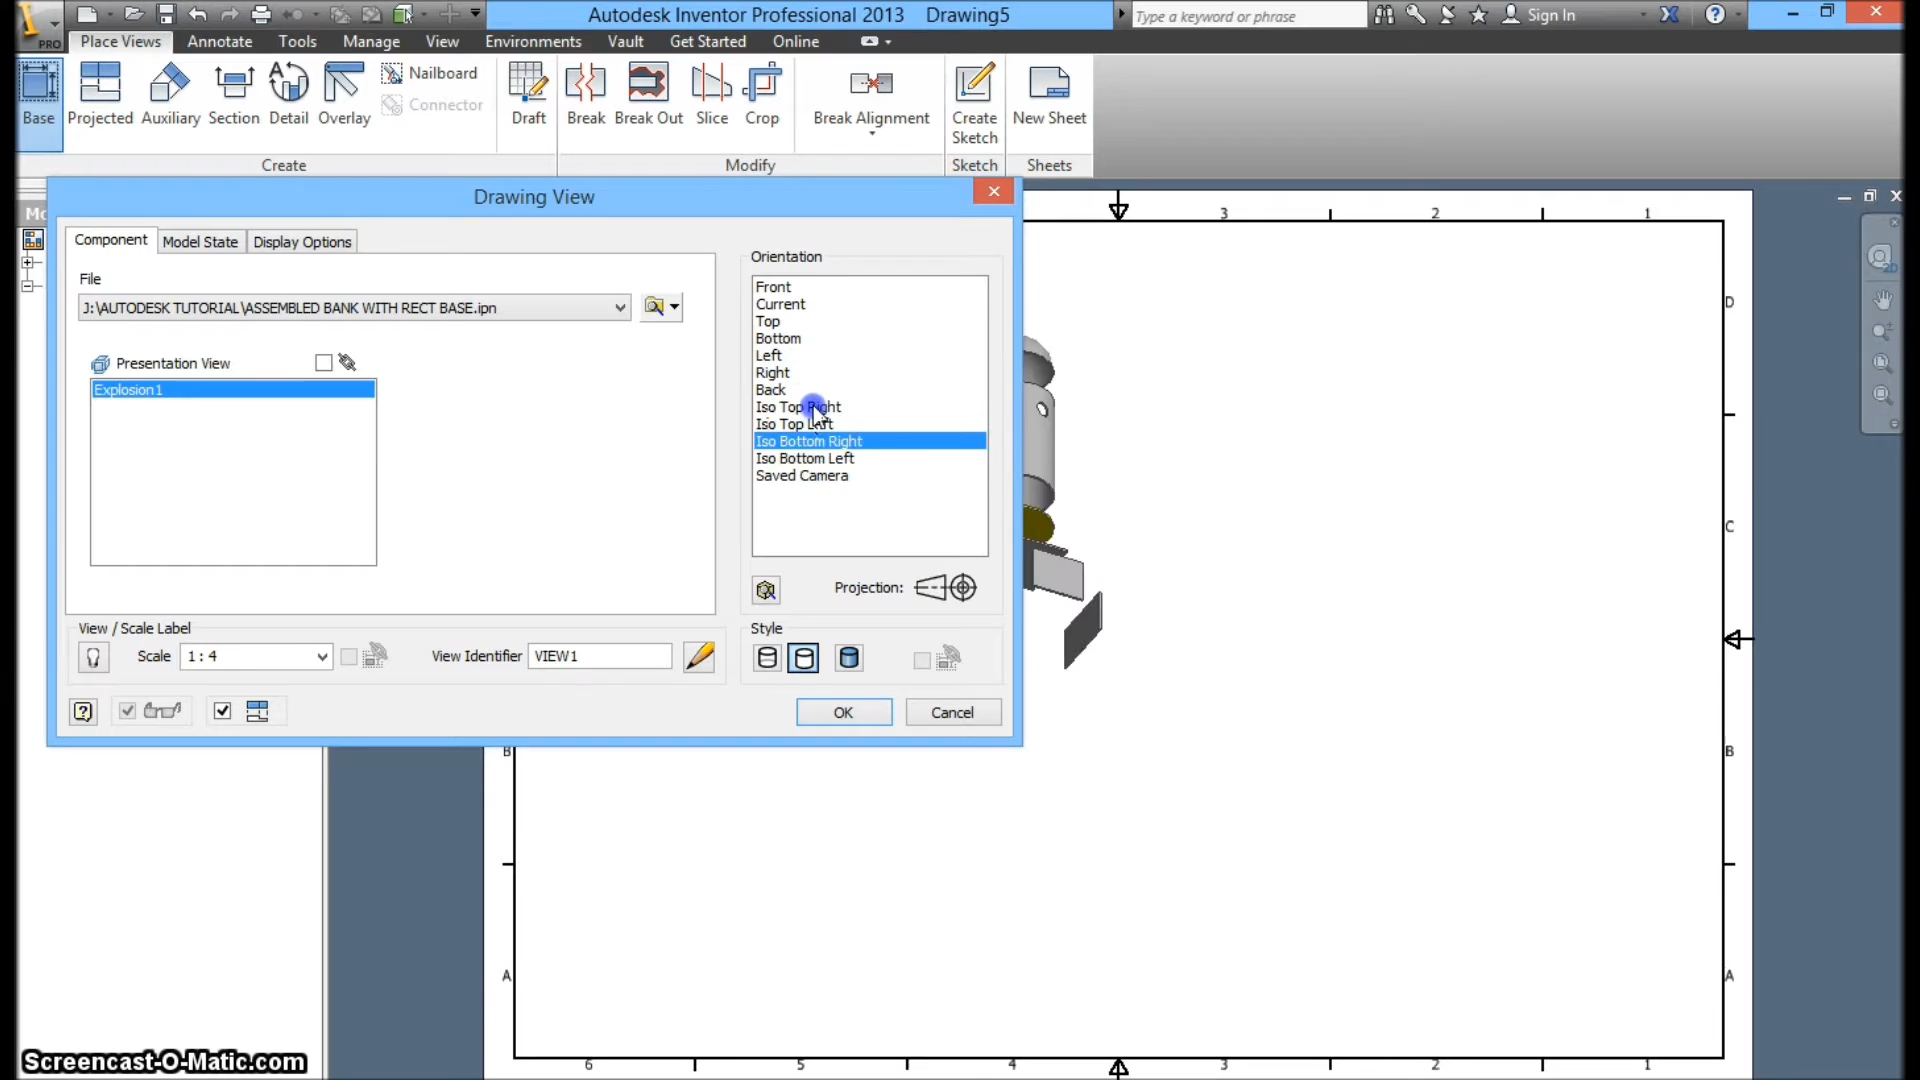 Autodesk Inventor Professional 2013 Drawing5
Type a keyword or phrase
Sign In
PRO
Place Views Annotate Tools Manage View Environments Vault Get Started Online
Base Projected Auxiliary Section Detail Overlay
Nailboard
Connector
Draft Break Break Out Slice Crop
Break Alignment
Create Sketch
New Sheet
Create Modify Sketch Sheets
Drawing View
Component Model State Display Options
File
J:\AUTODESK TUTORIAL\ASSEMBLED BANK WITH RECT BASE.ipn
Presentation View
Explosion1
Orientation
Front
Current
Top
Bottom
Left
Right
Back
Iso Top Right
Iso Top Left
Iso Bottom Right
Iso Bottom Left
Saved Camera
Projection:
View / Scale Label
Scale 1 : 4
View Identifier VIEW1
Style
OK Cancel
Mo
3 2 1
D
C
B B
A A
6 5 4 3 2 1
2D
Screencast-O-Matic.com